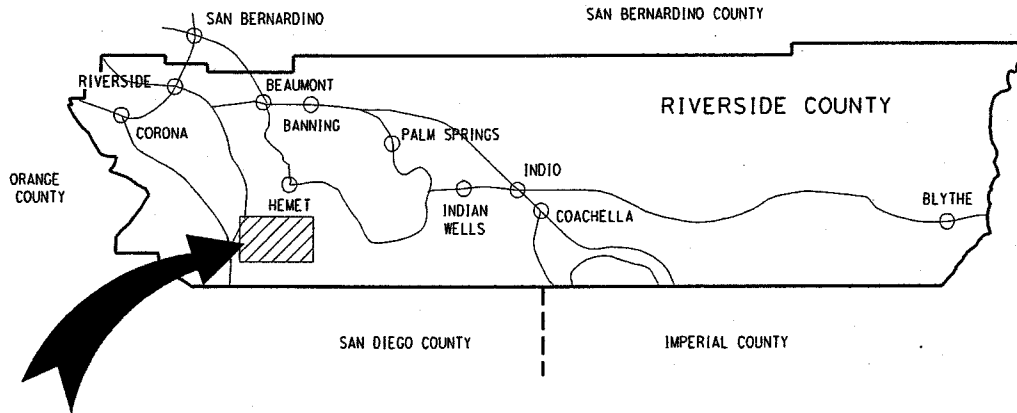 SAN BERNARDINO
SAN BERNARDINO COUNTY
RIVERSIDE
BEAUMONT
BANNING
RIVERSIDE COUNTY
CORONA
PALM SPRINGS
ORANGE
COUNTY
INDIO
HEMET
INDIAN
WELLS
COACHELLA
BLYTHE
SAN DIEGO COUNTY
IMPERIAL COUNTY